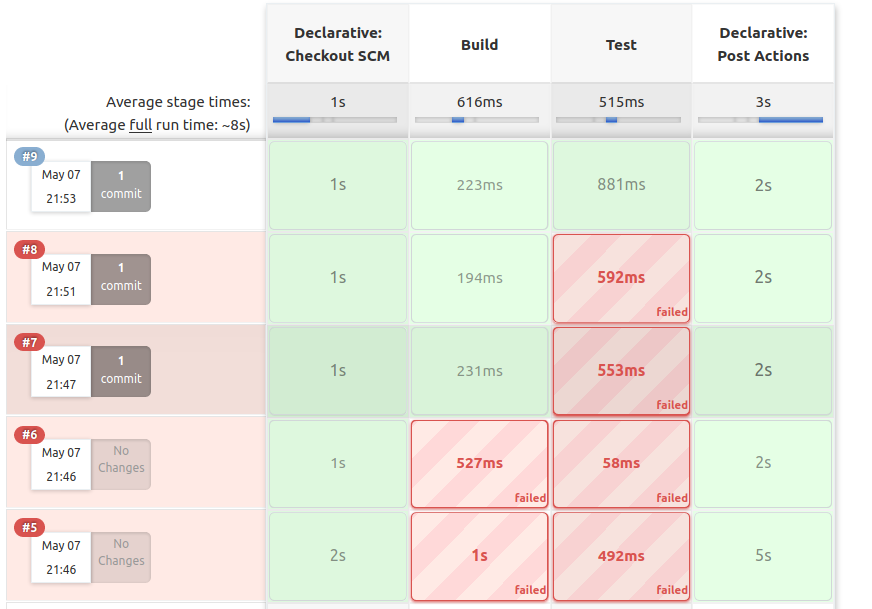 Declarative:
Checkout SCM
Build
Test
Declarative:
Post Actions
Average stage times:
(Average full run time: ~8s)
1s
616ms
515ms
3s
#9
May 07
21:53
1
commit
1s
223ms
881ms
2s
#8
May 07
21:51
1
commit
1s
194ms
592ms
failed
2s
#7
May 07
21:47
1
commit
1s
231ms
553ms
failed
2s
#6
May 07
21:46
No
Changes
1s
527ms
failed
58ms
failed
2s
#5
May 07
21:46
No
Changes
2s
1s
failed
492ms
failed
5s